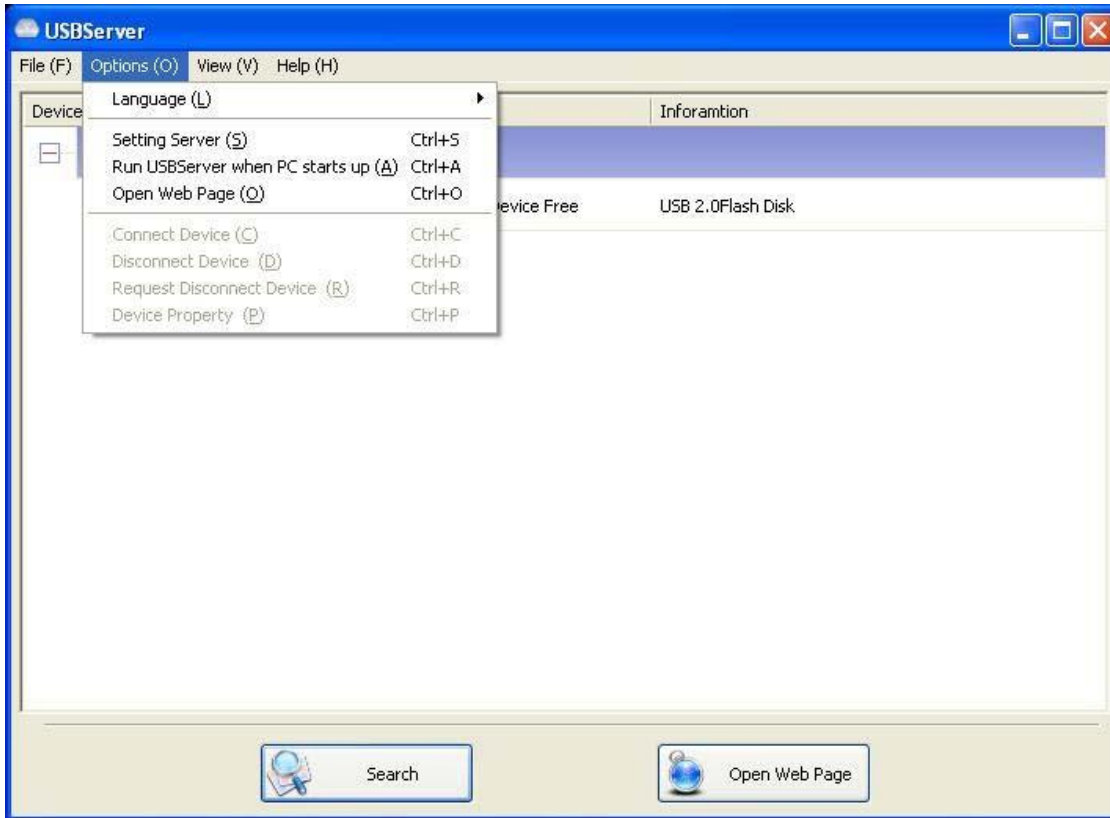 USBServer
File (F) Options (O) View (V) Help (H)
Device Inforamtion
Language (L)
Setting Server (S) Ctrl+S
Run USBServer when PC starts up (A) Ctrl+A
Open Web Page (O) Ctrl+O
evice Free USB 2.0Flash Disk
Connect Device (C) Ctrl+C
Disconnect Device (D) Ctrl+D
Request Disconnect Device (R) Ctrl+R
Device Property (P) Ctrl+P
Search Open Web Page